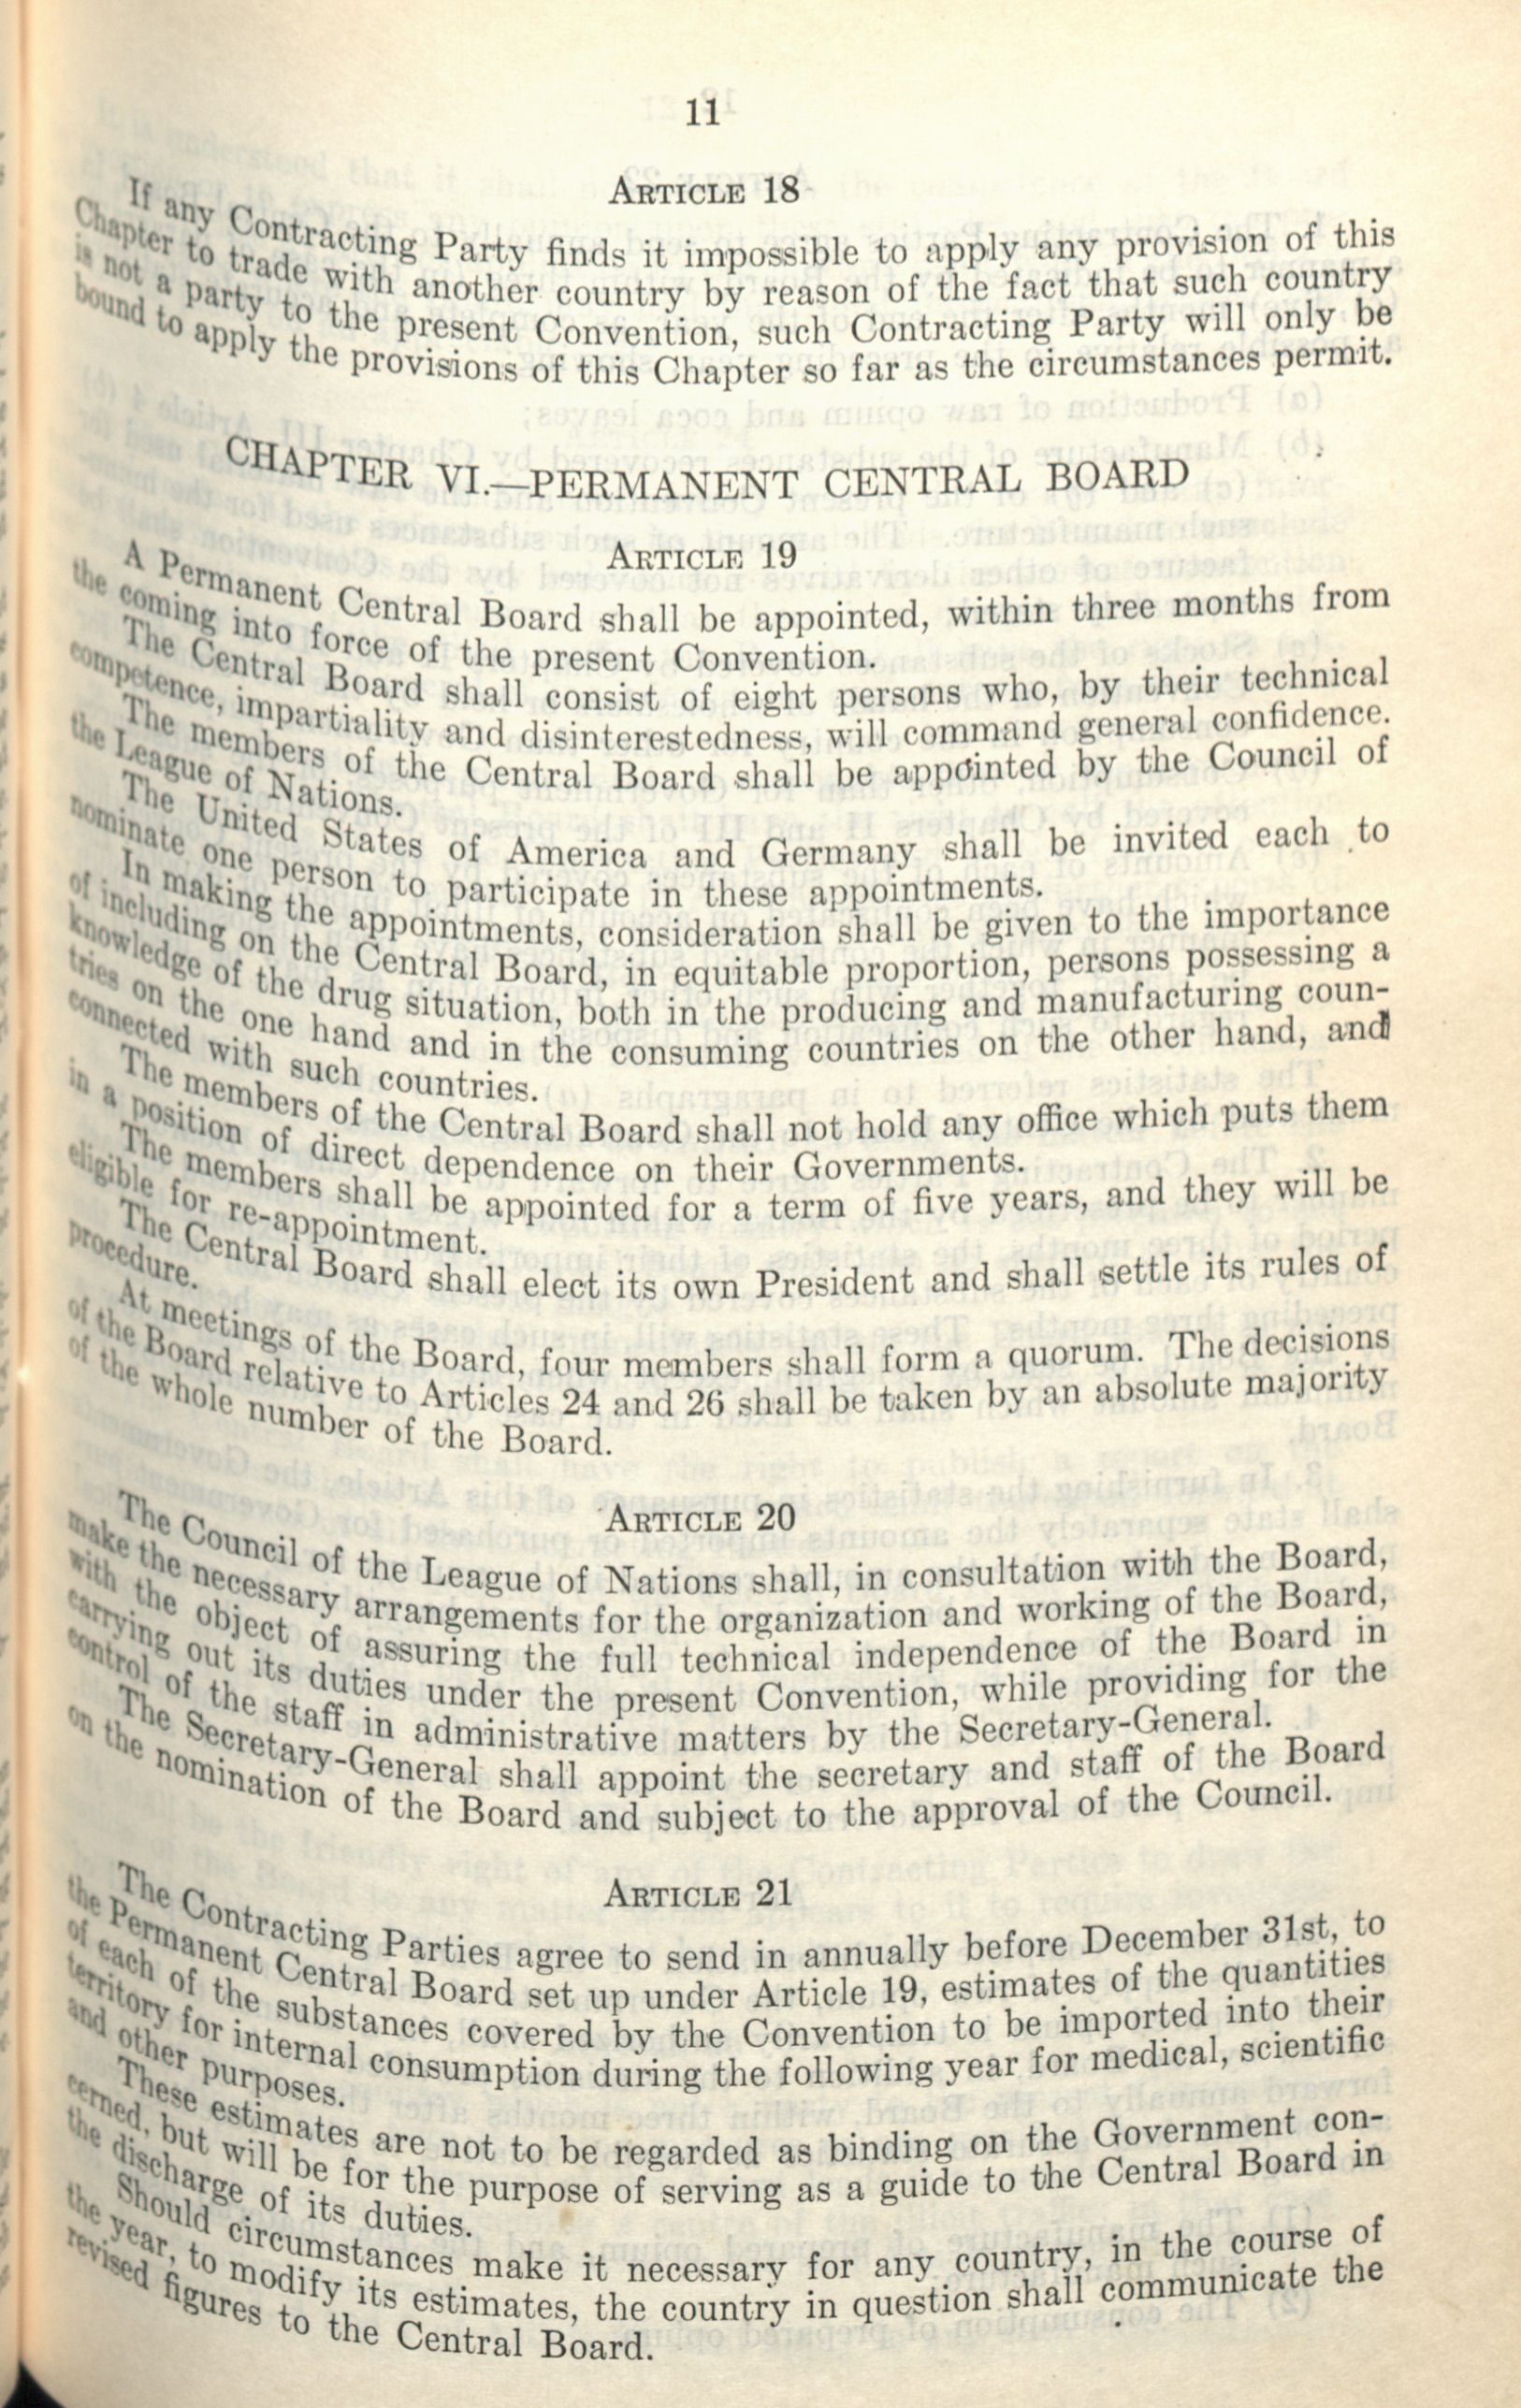 11
ARTICLE 18
If any Contracting Party finds it impossible to apply any provision of this
Chapter to trade with another country by reason of the fact that such country
is not a party to the present Convention, such Contracting Party will only be
bound to apply the provisions of this Chapter so far as the circumstances permit.
CHAPTER VI.—PERMANENT CENTRAL BOARD
ARTICLE 19
A Permanent Central Board shall be appointed, within three months from
the coming into force of the present Convention.
The Central Board shall consist of eight persons who, by their technical
competence, impartiality and disinterestedness, will command general confidence.
The members of the Central Board shall be appointed by the Council of
the League of Nations.
The United States of America and Germany shall be invited each to
nominate one person to participate in these appointments.
In making the appointments, consideration shall be given to the importance
of including on the Central Board, in equitable proportion, persons possessing a
knowledge of the drug situation, both in the producing and manufacturing coun-
tries on the one hand and in the consuming countries on the other hand, and
connected with such countries.
The members of the Central Board shall not hold any office which puts them
in a position of direct dependence on their Governments.
The members shall be appointed for a term of five years, and they will be
eligible for re-appointment.
The Central Board shall elect its own President and shall settle its rules of
procedure.
At meetings of the Board, four members shall form a quorum. The decisions
of the Board relative to Articles 24 and 26 shall be taken by an absolute majority
of the whole number of the Board.
ARTICLE 20
The Council of the League of Nations shall, in consultation with the Board,
make the necessary arrangements for the organization and working of the Board,
with the object of assuring the full technical independence of the Board in
carrying out its duties under the present Convention, while providing for the
control of the staff in administrative matters by the Secretary-General.
The Secretary-General shall appoint the secretary and staff of the Board
on the nomination of the Board and subject to the approval of the Council.
ARTICLE 21
The Contracting Parties agree to send in annually before December 31st, to
the Permanent Central Board set up under Article 19, estimates of the quantities
of each of the substances covered by the Convention to be imported into their
territory for internal consumption during the following year for medical, scientific
and other purposes.
These estimates are not to be regarded as binding on the Government con-
cerned, but will be for the purpose of serving as a guide to the Central Board in
the discharge of its duties.
Should circumstances make it necessary for any country, in the course of
the year, to modify its estimates, the country in question shall communicate the
revised figures to the Central Board.